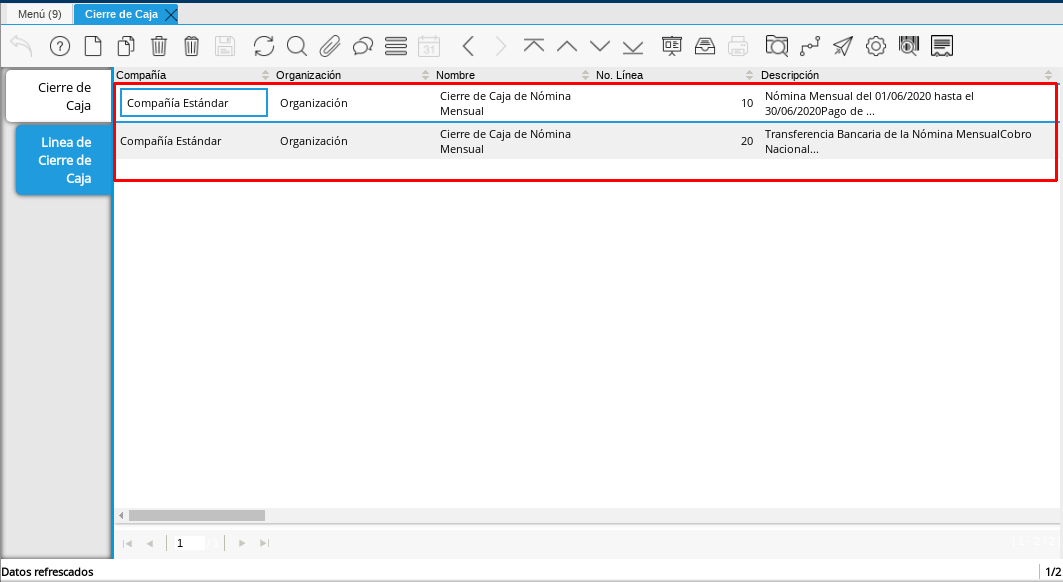 Menú (9)
Cierre de Caja
31
Cierre de
Caja
Linea de
Cierre de
Caja
Compañía Organización Nombre No. Línea Descripción
Compañía Estándar Organización Cierre de Caja de Nómina Mensual 10 Nómina Mensual del 01/06/2020 hasta el 30/06/2020Pago de ...
Compañía Estándar Organización Cierre de Caja de Nómina Mensual 20 Transferencia Bancaria de la Nómina MensualCobro Nacional...
1
Datos refrescados
1/2